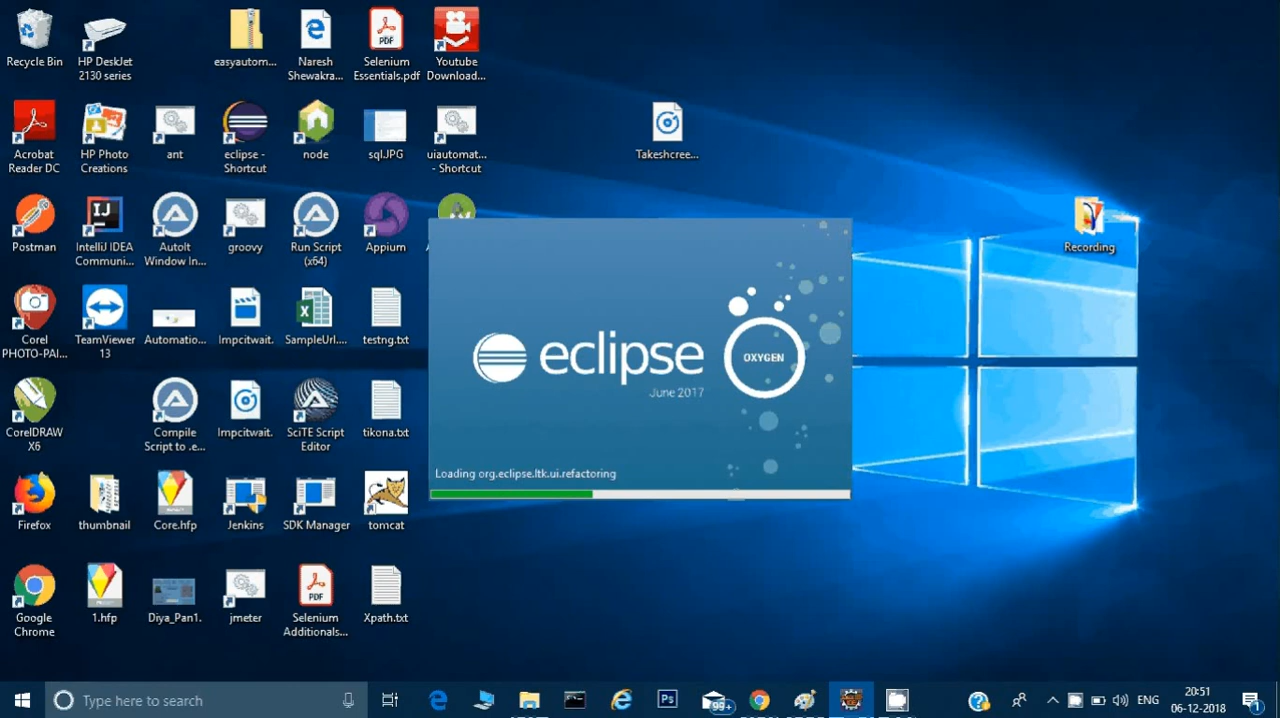 Recycle Bin
HP DeskJet
2130 series
easyautom...
Naresh
Shewakra...
PDF
Selenium
Essentials.pdf
Youtube
Download...
Acrobat
Reader DC
HP Photo
Creations
ant
eclipse -
Shortcut
node
sql.JPG
uiautomat...
- Shortcut
Takeshcree...
Postman
IJ
IntelliJ IDEA
Communi...
AutoIt
Window In...
groovy
Run Script
(x64)
Appium
Recording
Corel
PHOTO-PAI...
TeamViewer
13
Automatio...
Impcitwait.
SampleUrl....
testng.txt
eclipse
June 2017
OXYGEN
CorelDRAW
X6
Compile
Script to .e...
Impcitwait.
SciTE Script
Editor
tikona.txt
Loading org.eclipse.ltk.ui.refactoring
Firefox
thumbnail
Core.hfp
Jenkins
SDK Manager
tomcat
Google
Chrome
1.hfp
Diya_Pan1.
jmeter
PDF
Selenium
Additionals...
Xpath.txt
Type here to search
Ps
99+
ENG
20:51
06-12-2018
1